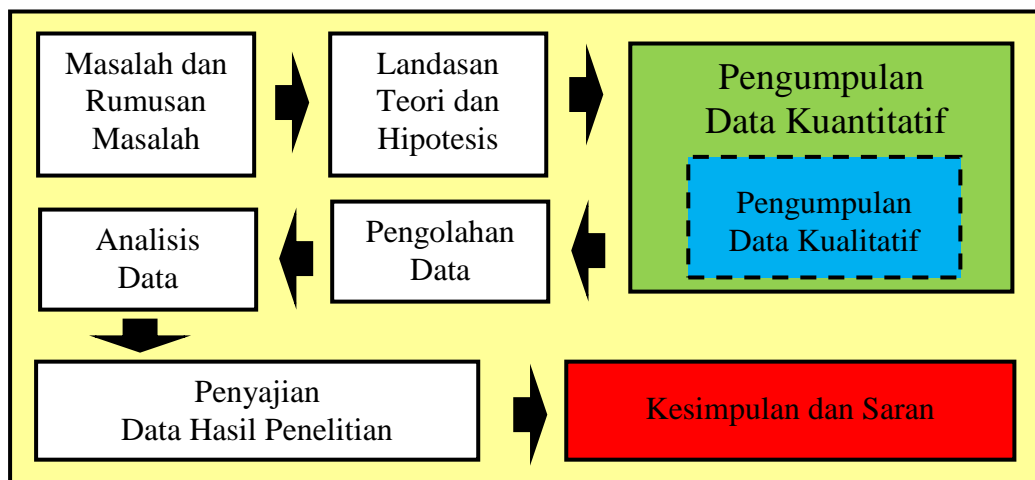 Masalah dan
Rumusan
Masalah
Landasan
Teori dan
Hipotesis
Pengumpulan
Data Kuantitatif
Pengumpulan
Data Kualitatif
Pengolahan
Data
Analisis
Data
Penyajian
Data Hasil Penelitian
Kesimpulan dan Saran